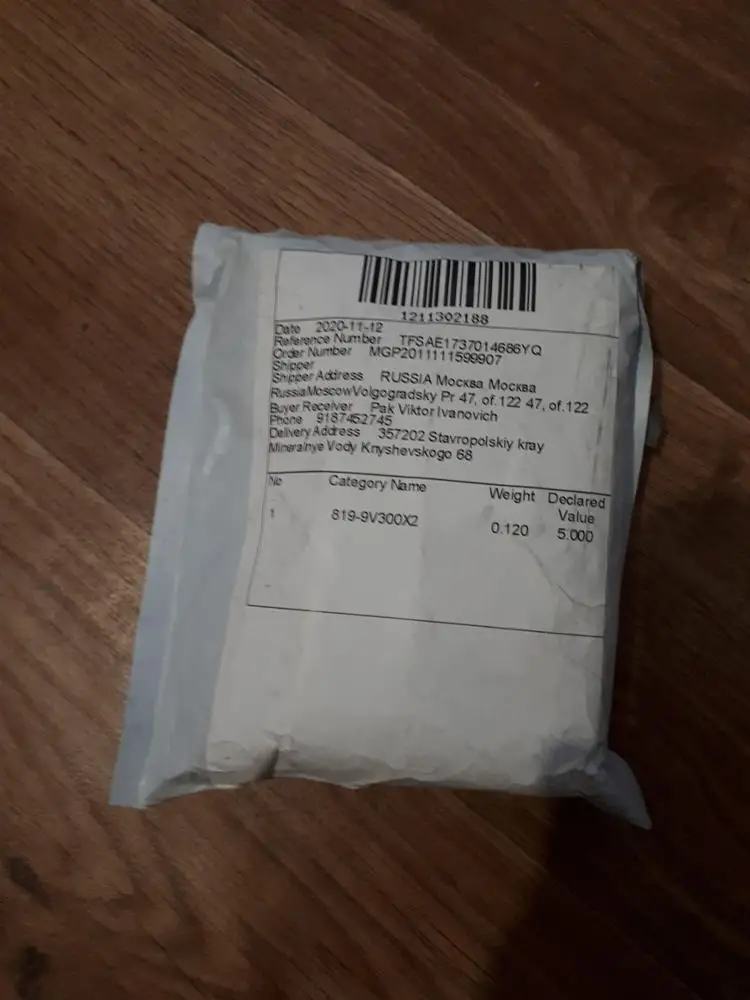 1211392188
Date 2020-11-12
Reference Number TFSAE1737014686YQ
Order Number MGP2011111599907
Shipper
Shipper Address RUSSIA Москва Москва
RussiaMoscowVolgogradsky Pr 47, of.122 47, of.122
Buyer Receiver Pak Viktor Ivanovich
Phone 9187452745
Delivery Address 357202 Stavropolskiy kray
Mineralnye Vody Knyshevskogo 68
No Category Name Weight Declared Value
1 819-9V300X2 0.120 5.000